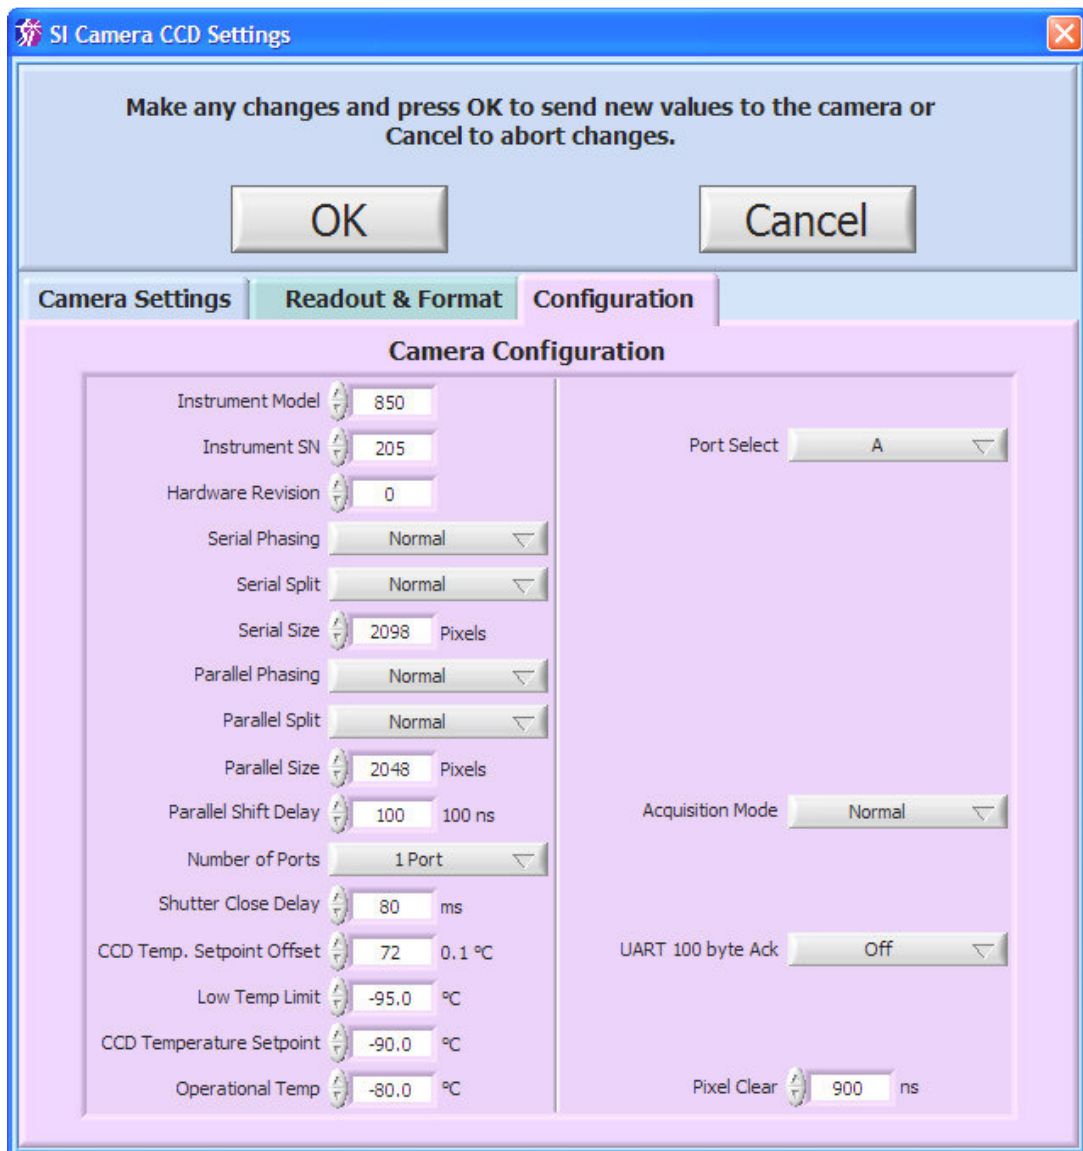 SI Camera CCD Settings
Make any changes and press OK to send new values to the camera or
Cancel to abort changes.
OK Cancel
Camera Settings Readout & Format Configuration
Camera Configuration
Instrument Model 850
Instrument SN 205
Port Select A
Hardware Revision 0
Serial Phasing Normal
Serial Split Normal
Serial Size 2098 Pixels
Parallel Phasing Normal
Parallel Split Normal
Parallel Size 2048 Pixels
Parallel Shift Delay 100 100 ns
Acquisition Mode Normal
Number of Ports 1 Port
Shutter Close Delay 80 ms
CCD Temp. Setpoint Offset 72 0.1 ºC
UART 100 byte Ack Off
Low Temp Limit -95.0 ºC
CCD Temperature Setpoint -90.0 ºC
Operational Temp -80.0 ºC
Pixel Clear 900 ns